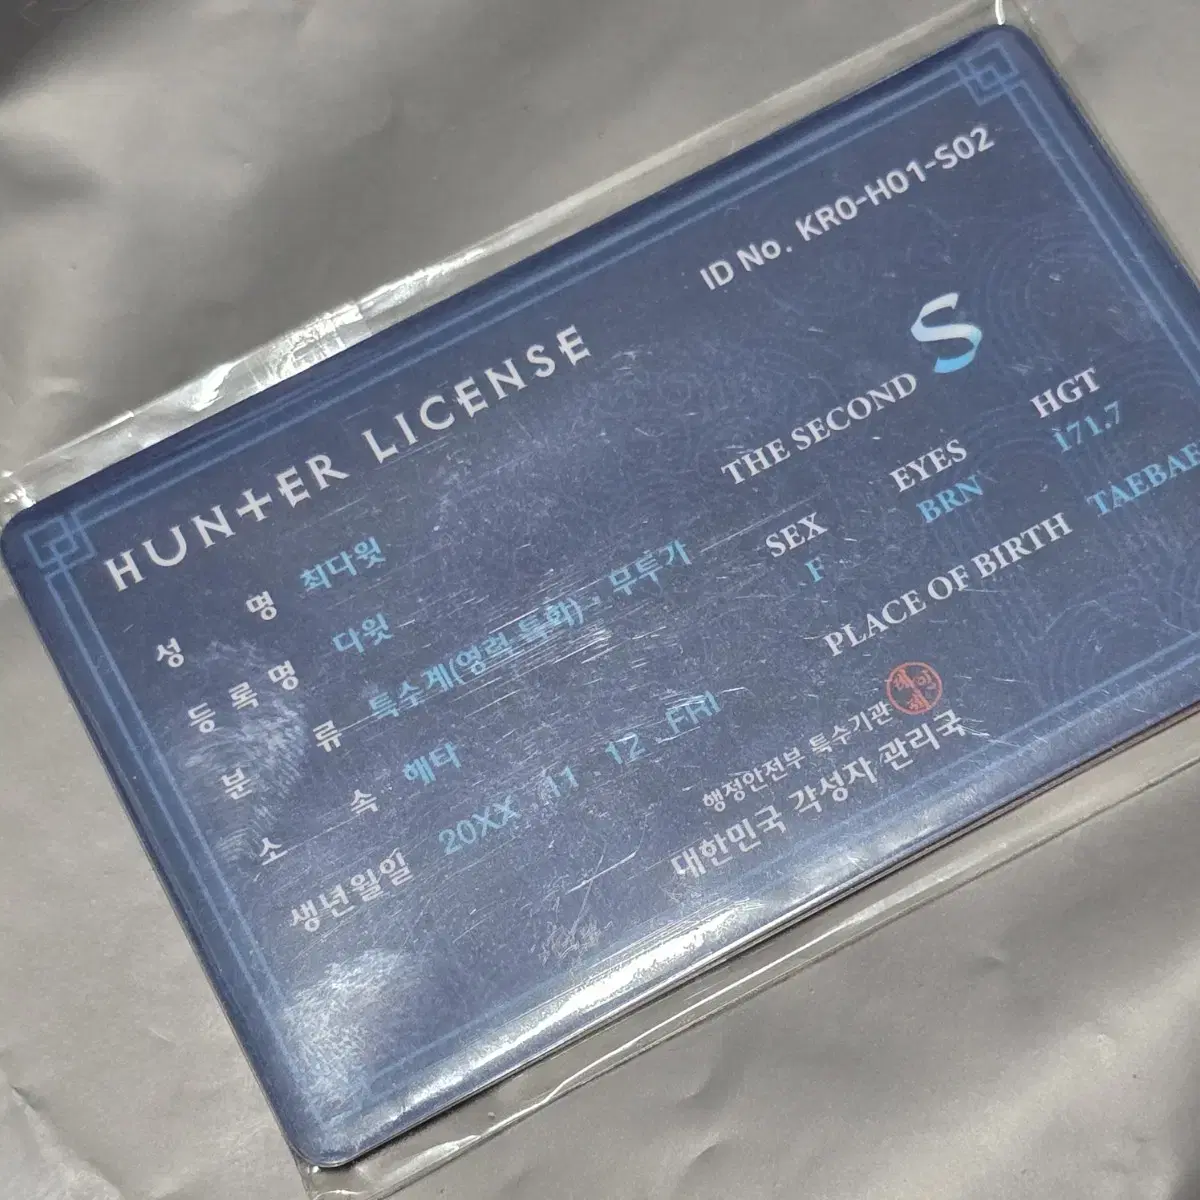 ID No. KR0-H01-S02
HUNTER LICENSE
THE SECOND S
성 명 최다윗
등록명 다윗
분 류 특수계(영력 특화) - 무투가
소 속 해타
생년월일 20XX .11 .12 .FRI
SEX EYES HGT
F BRN 171.7
PLACE OF BIRTH TAEBAE
행정안전부 특수기관
대한민국 각성자 관리국